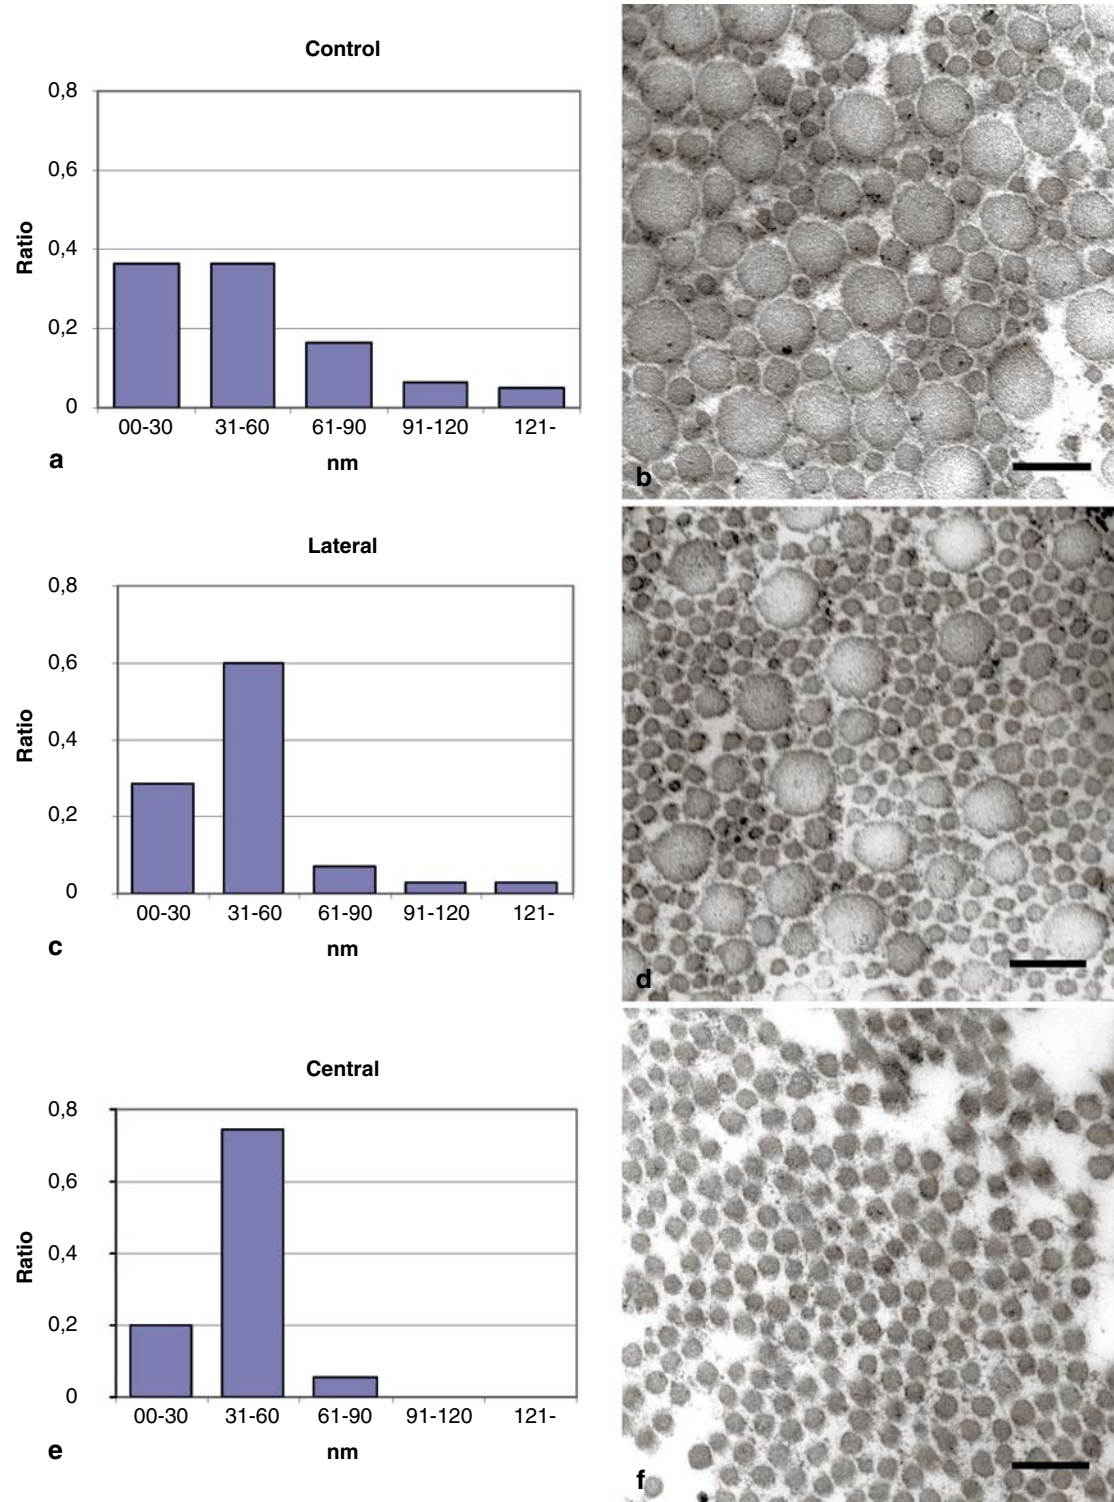 Control
0,8
0,6
0,4
0,2
0
Ratio
00-30 31-60 61-90 91-120 121-
nm
a
b
Lateral
0,8
0,6
0,4
0,2
0
Ratio
00-30 31-60 61-90 91-120 121-
nm
c
d
Central
0,8
0,6
0,4
0,2
0
Ratio
00-30 31-60 61-90 91-120 121-
nm
e
f